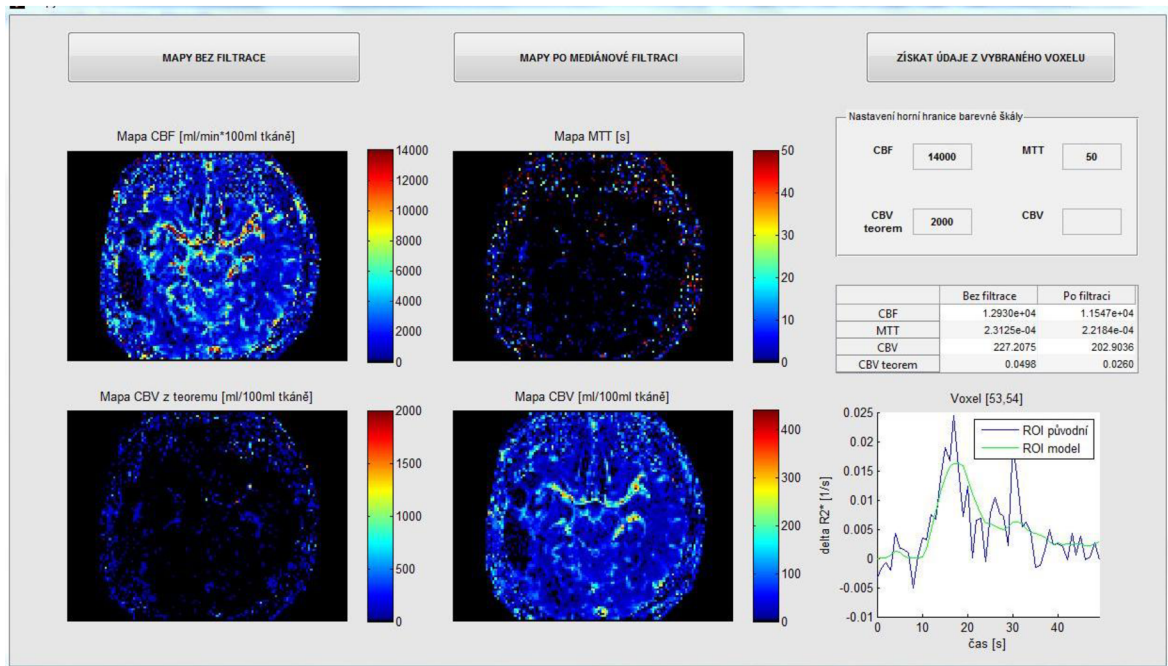 MAPY BEZ FILTRACE
MAPY PO MEDIÁNOVÉ FILTRACI
ZÍSKAT ÚDAJE Z VYBRANÉHO VOXELU
Mapa CBF [ml/min*100ml tkáně]
14000
12000
10000
8000
6000
4000
2000
0
Mapa MTT [s]
50
40
30
20
10
0
Nastavení horní hranice barevné škály
CBF 14000 MTT 50
CBV teorem 2000 CBV
Bez filtrace Po filtraci
CBF 1.2930e+04 1.1547e+04
MTT 2.3125e-04 2.2184e-04
CBV 227.2075 202.9036
CBV teorem 0.0498 0.0260
Mapa CBV z teoremu [ml/100ml tkáně]
2000
1500
1000
500
0
Mapa CBV [ml/100ml tkáně]
400
300
200
100
0
Voxel [53,54]
ROI původní
ROI model
0.025
0.02
0.015
0.01
0.005
0
-0.005
-0.01
delta R2* [1/s]
0 10 20 30 40
čas [s]